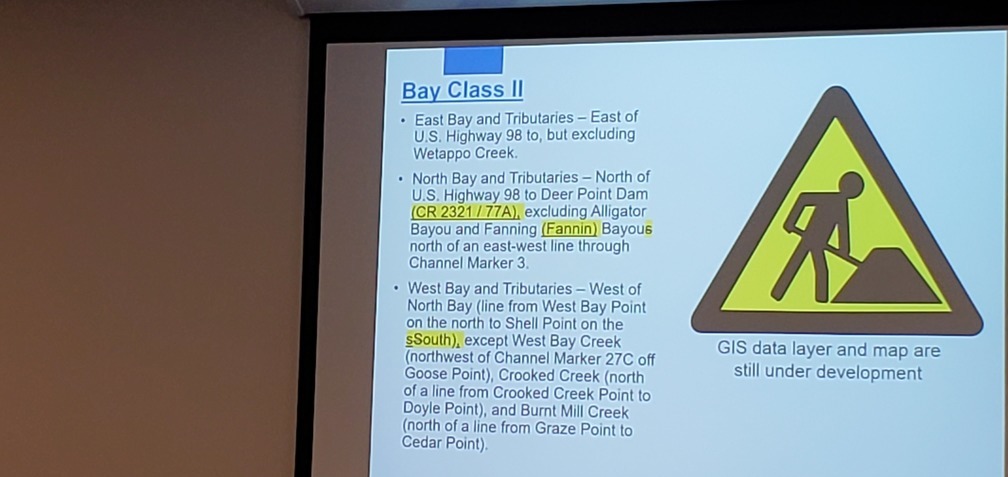 Bay Class II
• East Bay and Tributaries – East of
U.S. Highway 98 to, but excluding
Wetappo Creek.
• North Bay and Tributaries – North of
U.S. Highway 98 to Deer Point Dam
(CR 2321 / 77A), excluding Alligator
Bayou and Fanning (Fannin) Bayous
north of an east-west line through
Channel Marker 3.
• West Bay and Tributaries – West of
North Bay (line from West Bay Point
on the north to Shell Point on the
sSouth), except West Bay Creek
(northwest of Channel Marker 27C off
Goose Point), Crooked Creek (north
of a line from Crooked Creek Point to
Doyle Point), and Burnt Mill Creek
(north of a line from Graze Point to
Cedar Point).
GIS data layer and map are
still under development